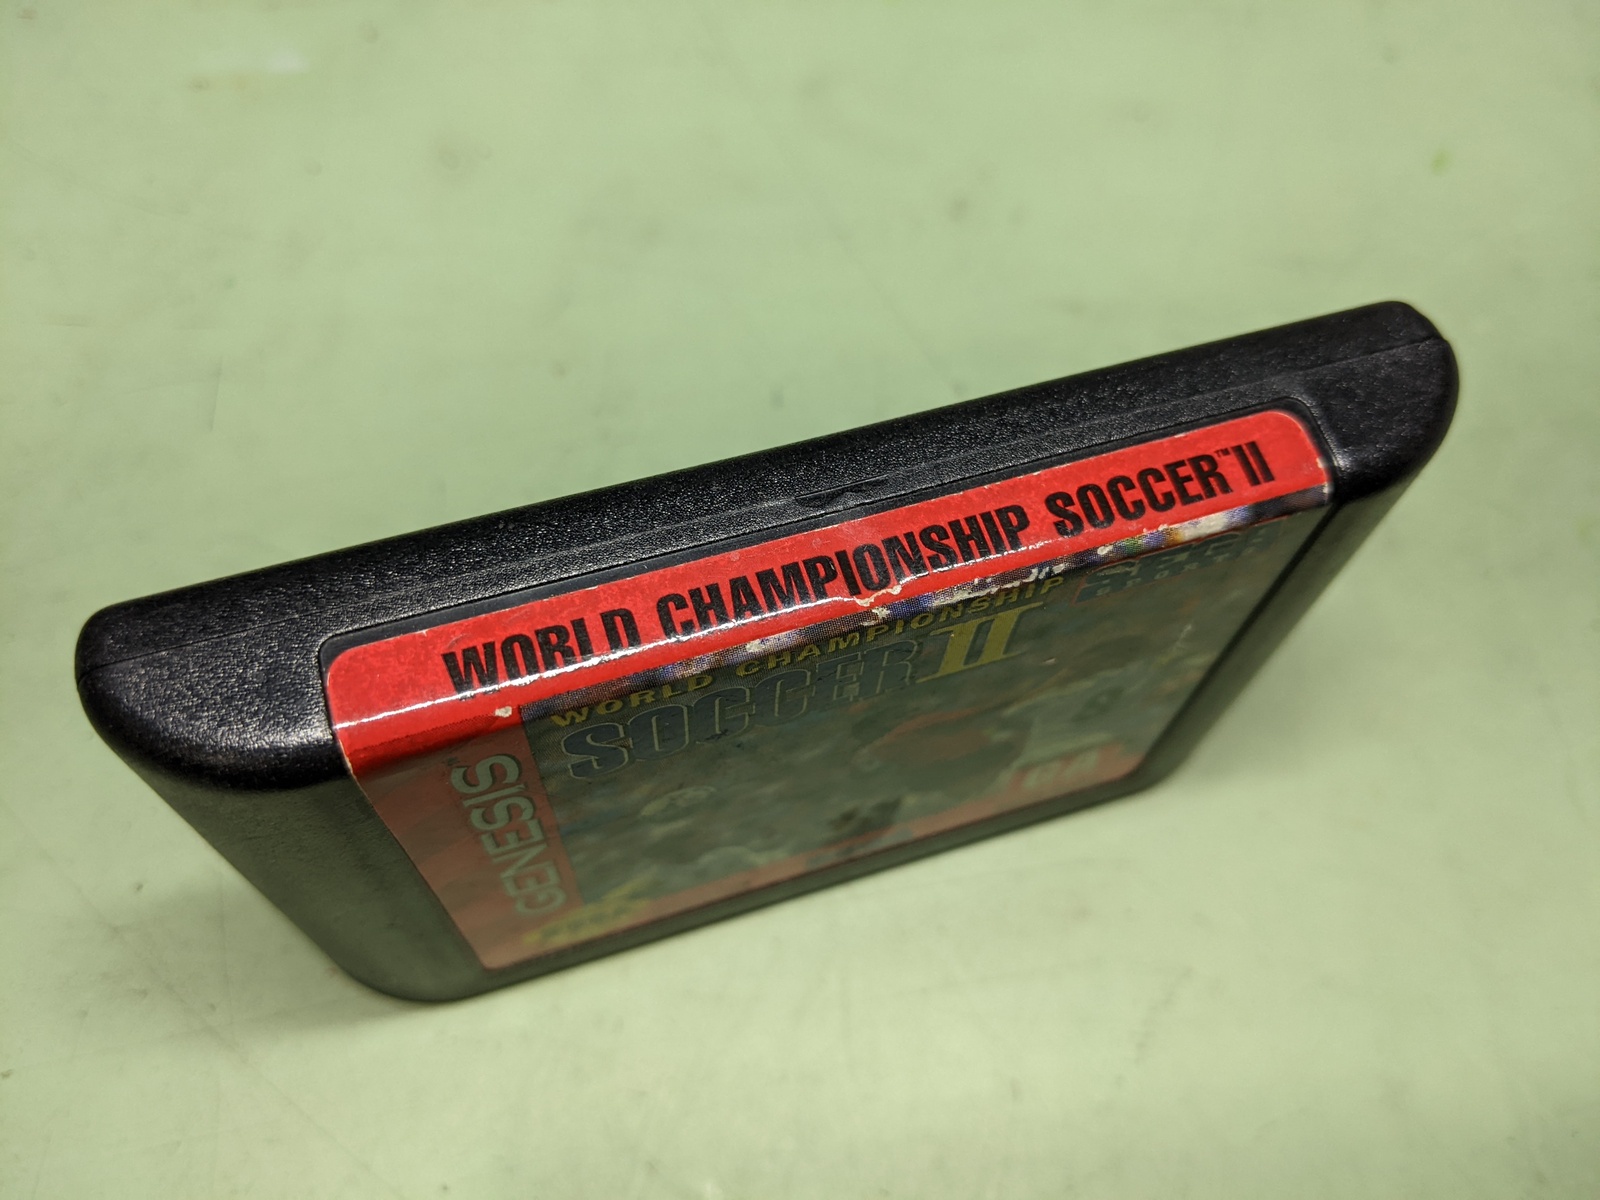 WORLD CHAMPIONSHIP SOCCER™ II
WORLD CHAMPIONSHIP
SOCCER II
GENESIS